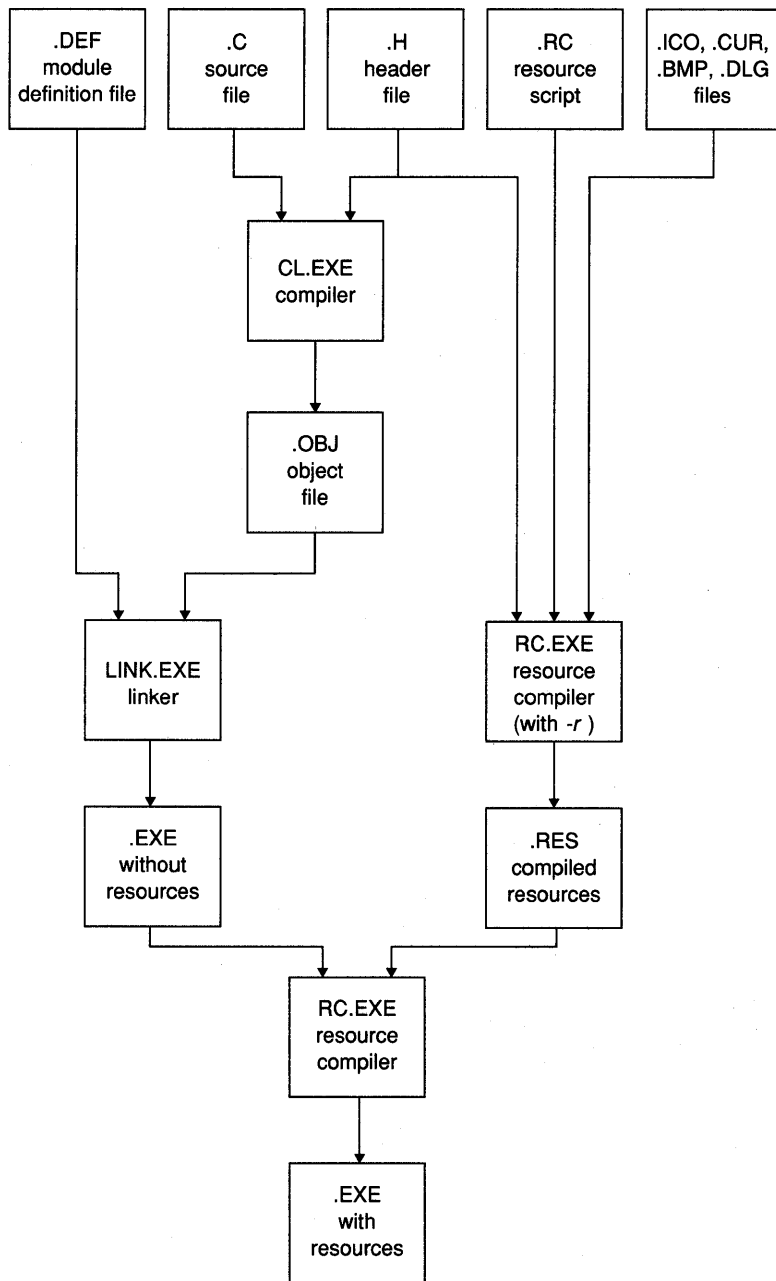 .DEF
module
definition file
.C
source
file
.H
header
file
.RC
resource
script
.ICO, .CUR,
.BMP, .DLG
files
CL.EXE
compiler
.OBJ
object
file
LINK.EXE
linker
RC.EXE
resource
compiler
(with -r )
.EXE
without
resources
.RES
compiled
resources
RC.EXE
resource
compiler
.EXE
with
resources